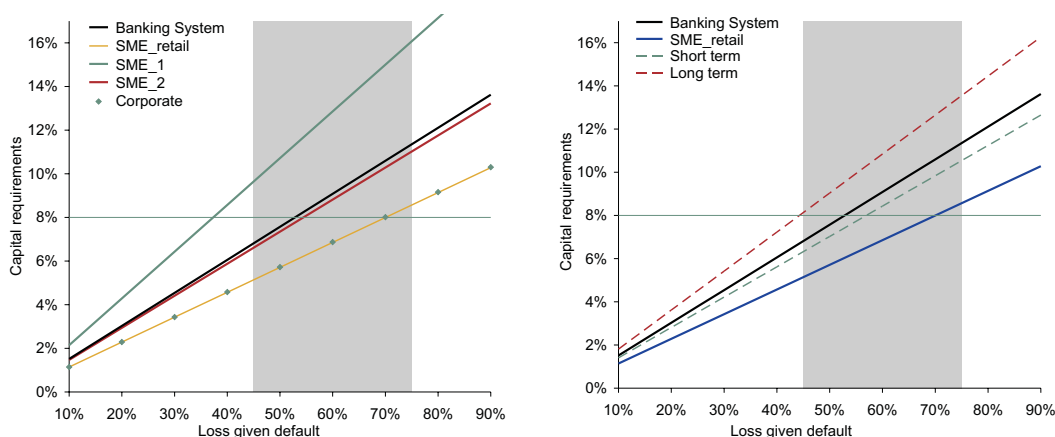 Banking System
SME_retail
SME_1
SME_2
Corporate
16%
14%
12%
10%
8%
6%
4%
2%
0%
Capital requirements
10% 20% 30% 40% 50% 60% 70% 80% 90%
Loss given default
Banking System
SME_retail
Short term
Long term
16%
14%
12%
10%
8%
6%
4%
2%
0%
Capital requirements
10% 20% 30% 40% 50% 60% 70% 80% 90%
Loss given default